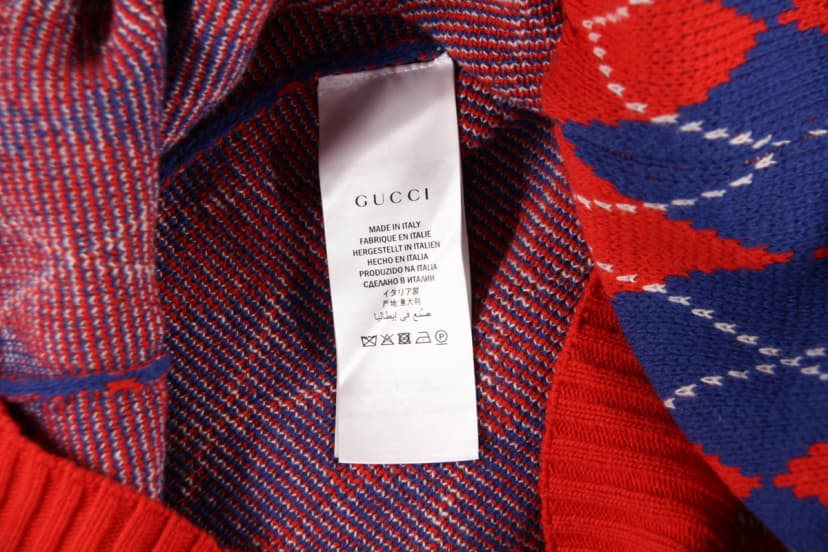 GUCCI
MADE IN ITALY
FABRIQUE EN ITALIE
HERGESTELLT IN ITALIEN
HECHO EN ITALIA
PRODUZIDO NA ITALIA
СДЕЛАНО В ИТАЛИИ
イタリア製
产地 意大利
صنع في إيطاليا
P